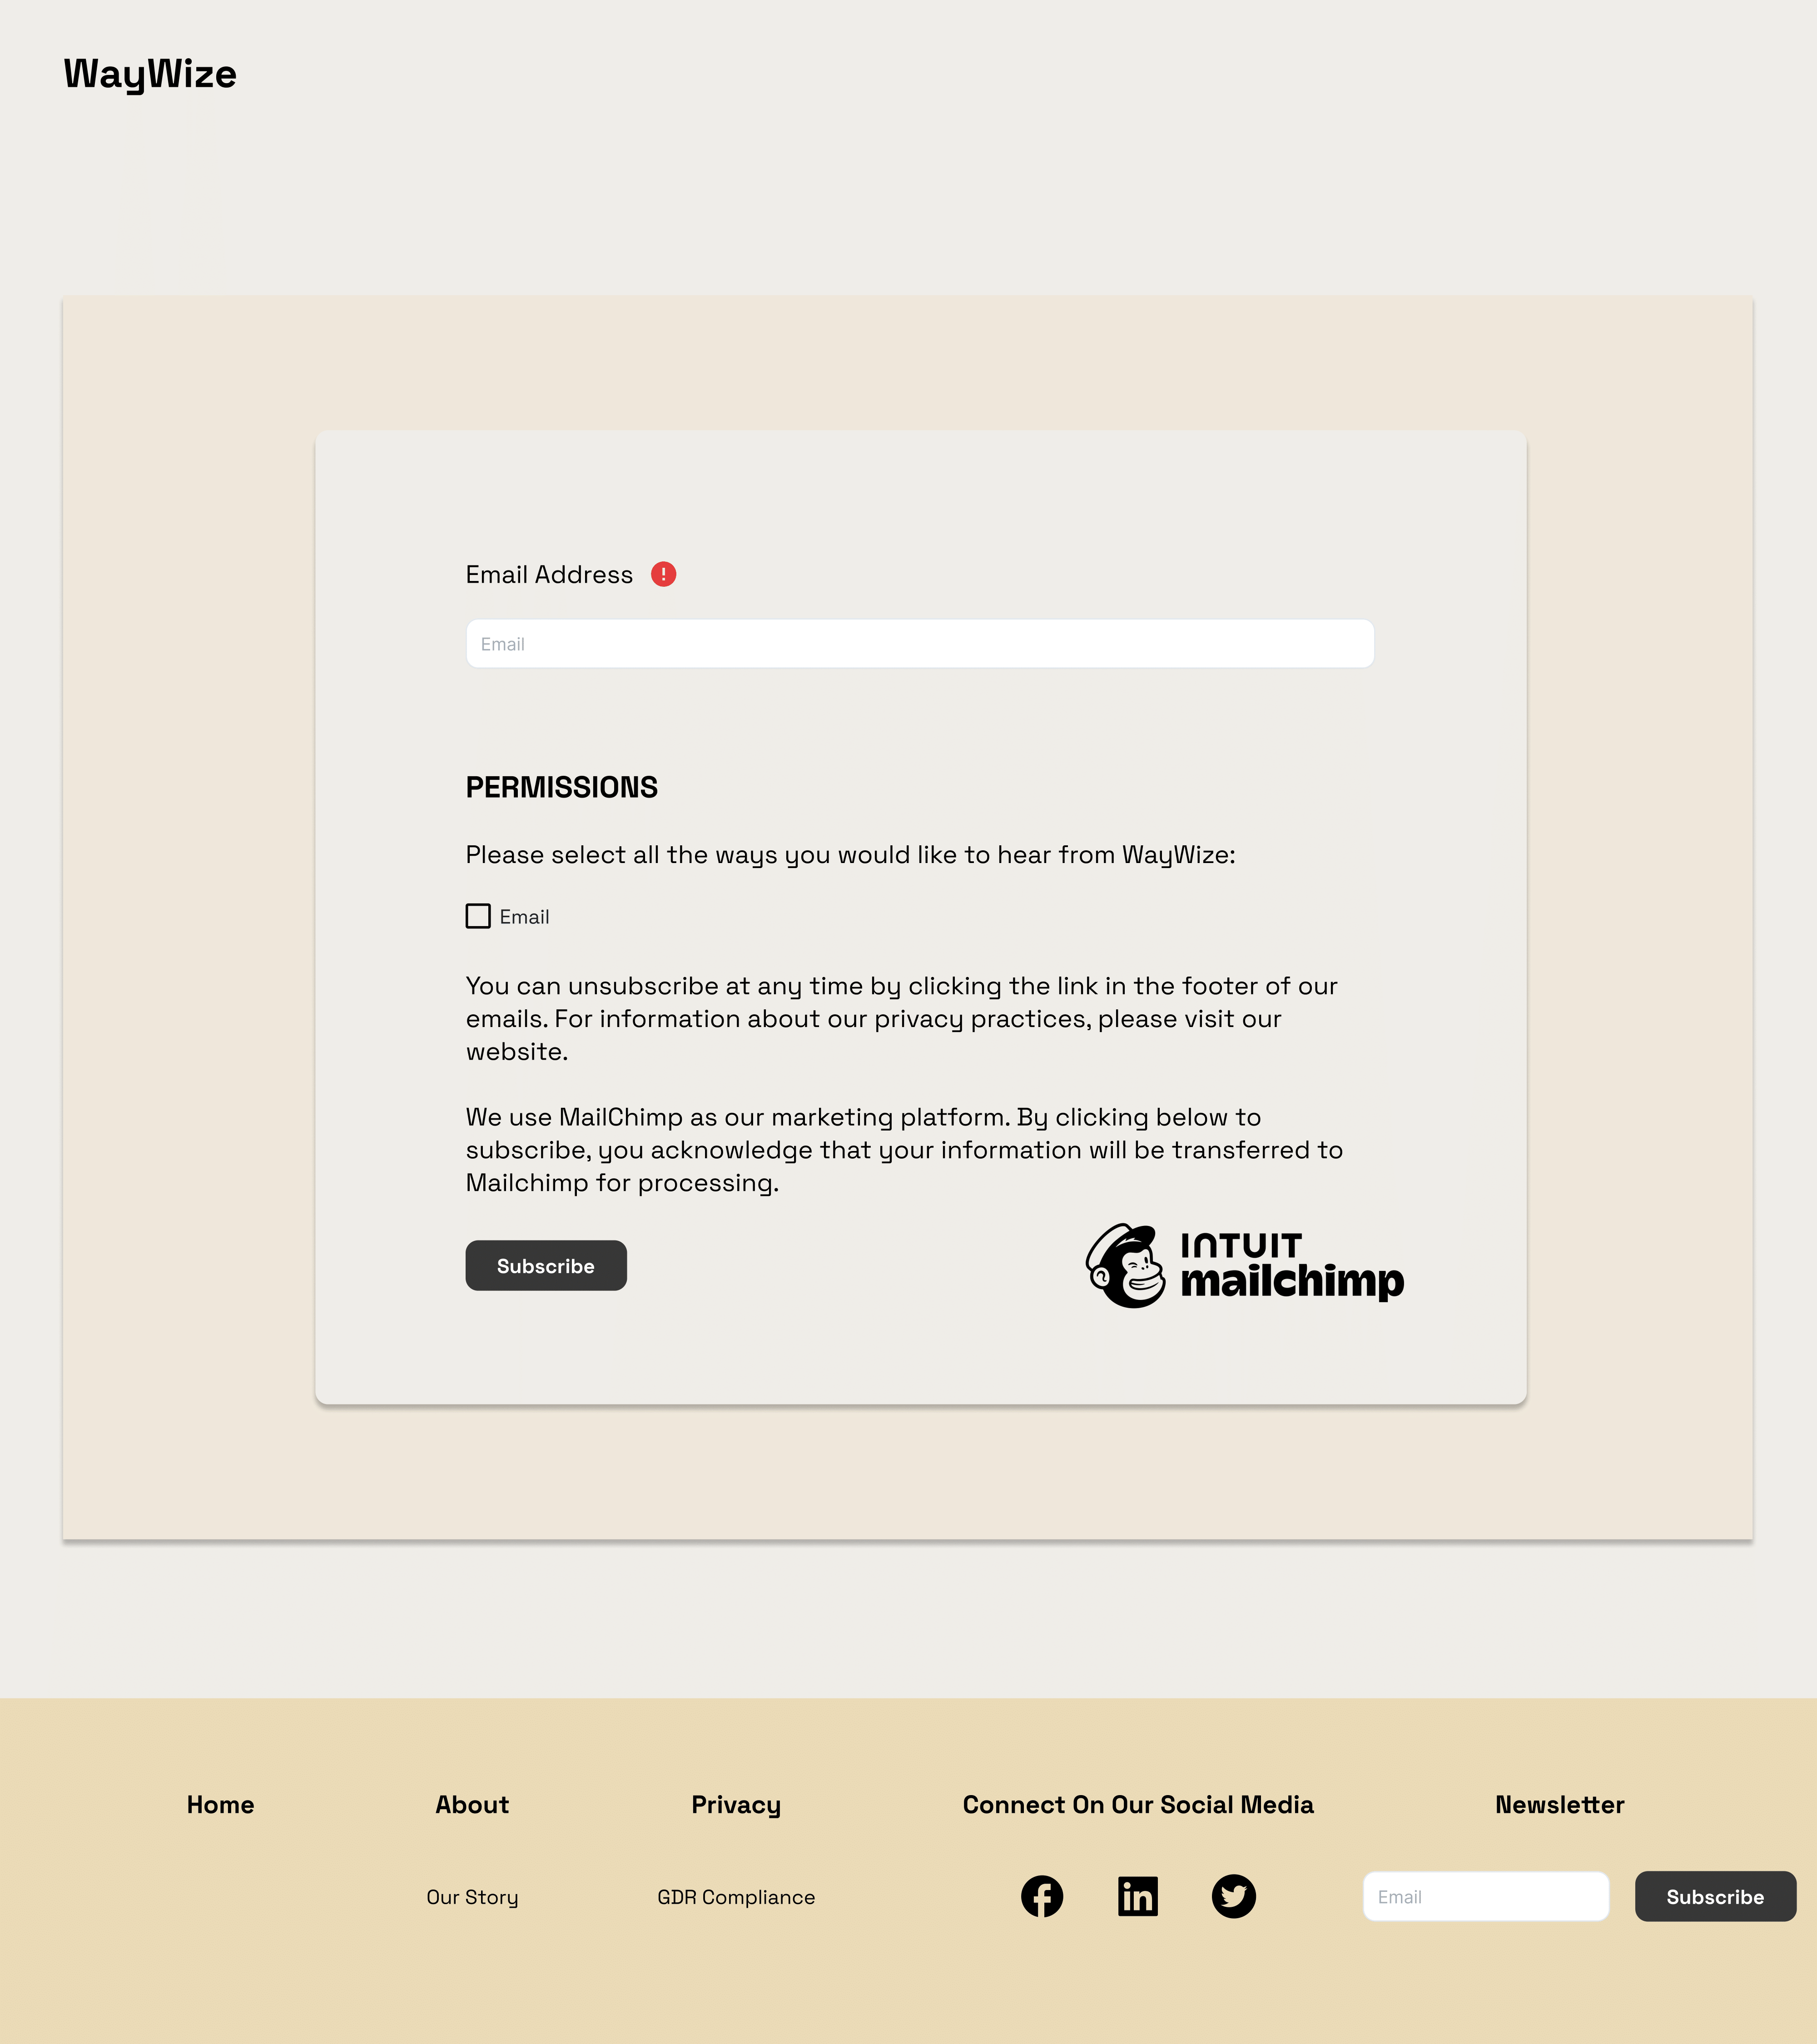 WayWize
Email Address
Email
PERMISSIONS
Please select all the ways you would like to hear from WayWize:
Email
You can unsubscribe at any time by clicking the link in the footer of our
emails. For information about our privacy practices, please visit our
website.
We use MailChimp as our marketing platform. By clicking below to
subscribe, you acknowledge that your information will be transferred to
Mailchimp for processing.
Subscribe
INTUIT
mailchimp
Home
About
Privacy
Connect On Our Social Media
Newsletter
Our Story
GDR Compliance
Email
Subscribe